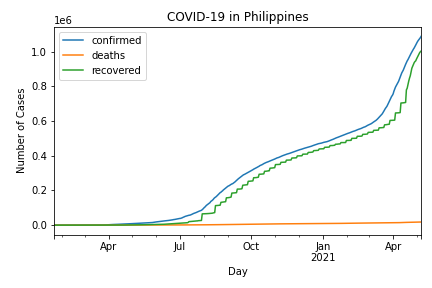 COVID-19 in Philippines
1e6
confirmed
deaths
recovered
Number of Cases
1.0
0.8
0.6
0.4
0.2
0.0
Apr Jul Oct Jan Apr
2021
Day